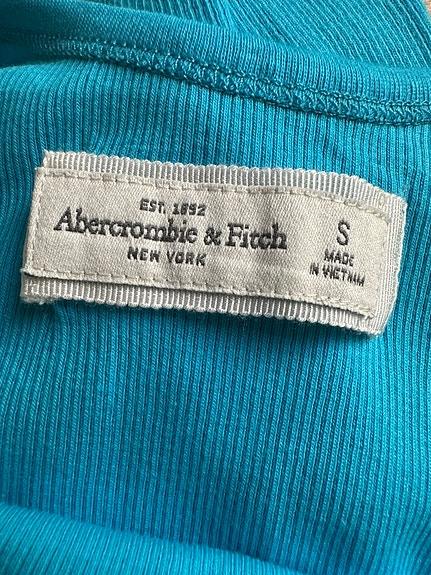 EST. 1892
Abercrombie & Fitch
NEW YORK
S
MADE
IN VIETNAM